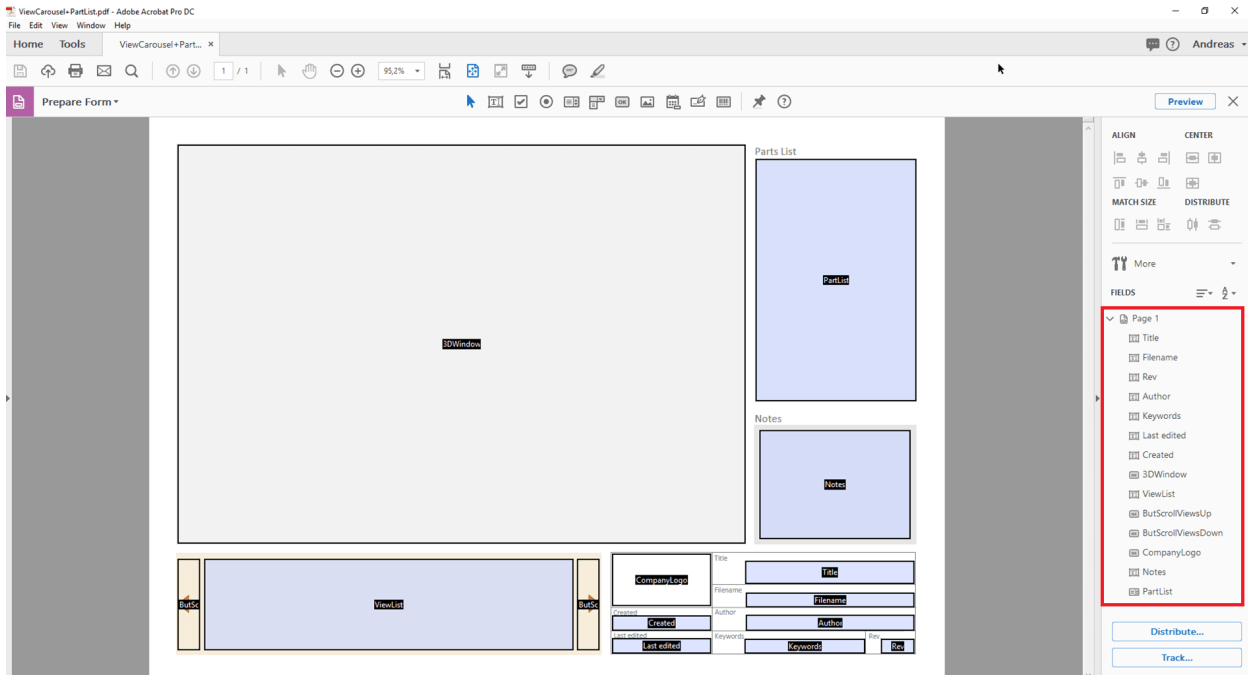 ViewCarousel+PartList.pdf - Adobe Acrobat Pro DC
File Edit View Window Help
Home Tools ViewCarousel+Part... × Andreas
1 / 1 95,2%
Prepare Form Preview
ALIGN CENTER
MATCH SIZE DISTRIBUTE
More
FIELDS
Page 1
Title
Filename
Rev
Author
Keywords
Last edited
Created
3DWindow
ViewList
ButScrollViewsUp
ButScrollViewsDown
CompanyLogo
Notes
PartList
Distribute...
Track...
Parts List
PartList
3DWindow
Notes
Notes
ButSc
ViewList
ButSc
CompanyLogo
Title
Title
Filename
Filename
Created
Created
Author
Author
Last edited
Last edited
Keywords
Keywords
Rev
Rev